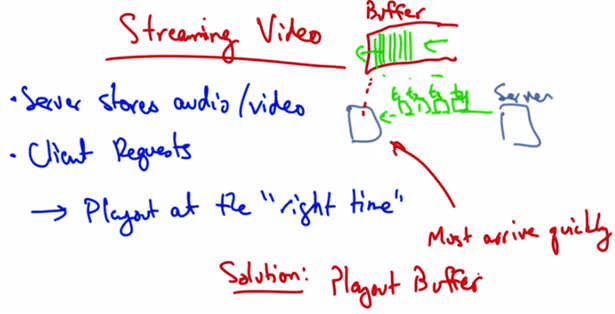 Streaming Video
Buffer
• Server stores audio/video
• Client Requests
→ Playout at the "right time"
Server
Must arrive quickly
Solution: Playout Buffer